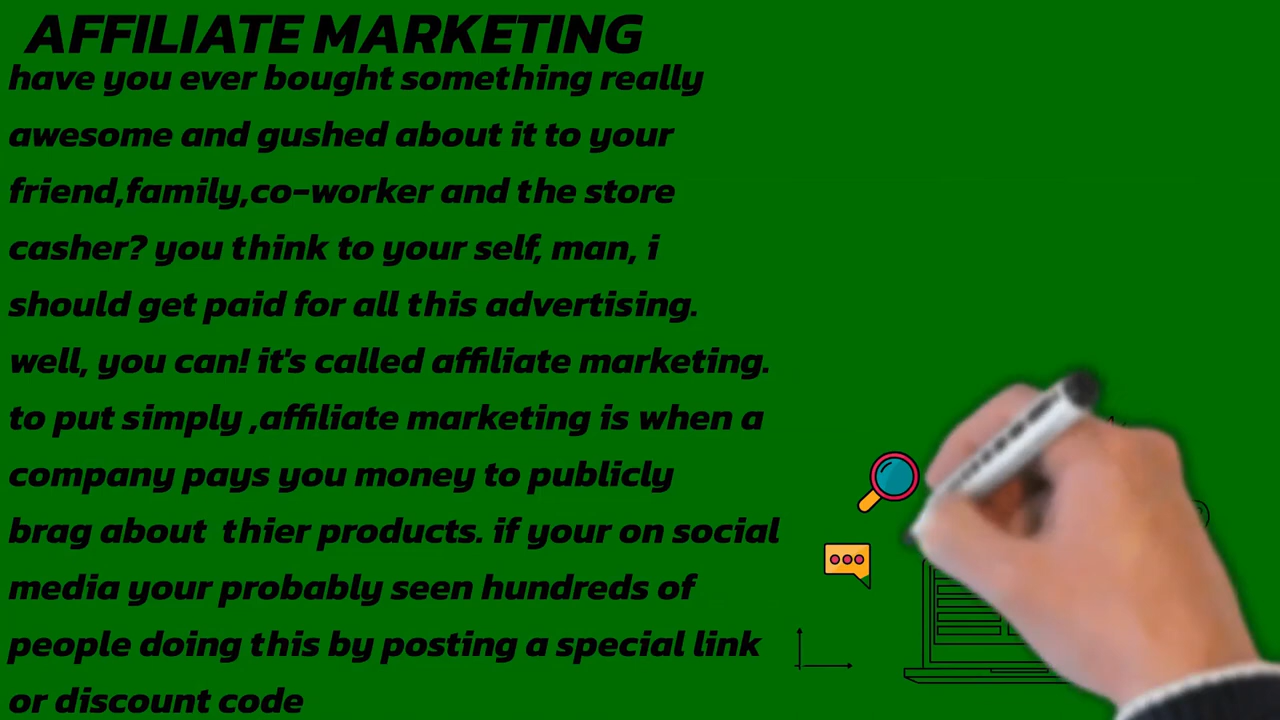 AFFILIATE MARKETING
have you ever bought something really
awesome and gushed about it to your
friend,family,co-worker and the store
casher? you think to your self, man, i
should get paid for all this advertising.
well, you can! it's called affiliate marketing.
to put simply ,affiliate marketing is when a
company pays you money to publicly
brag about  thier products. if your on social
media your probably seen hundreds of
people doing this by posting a special link
or discount code